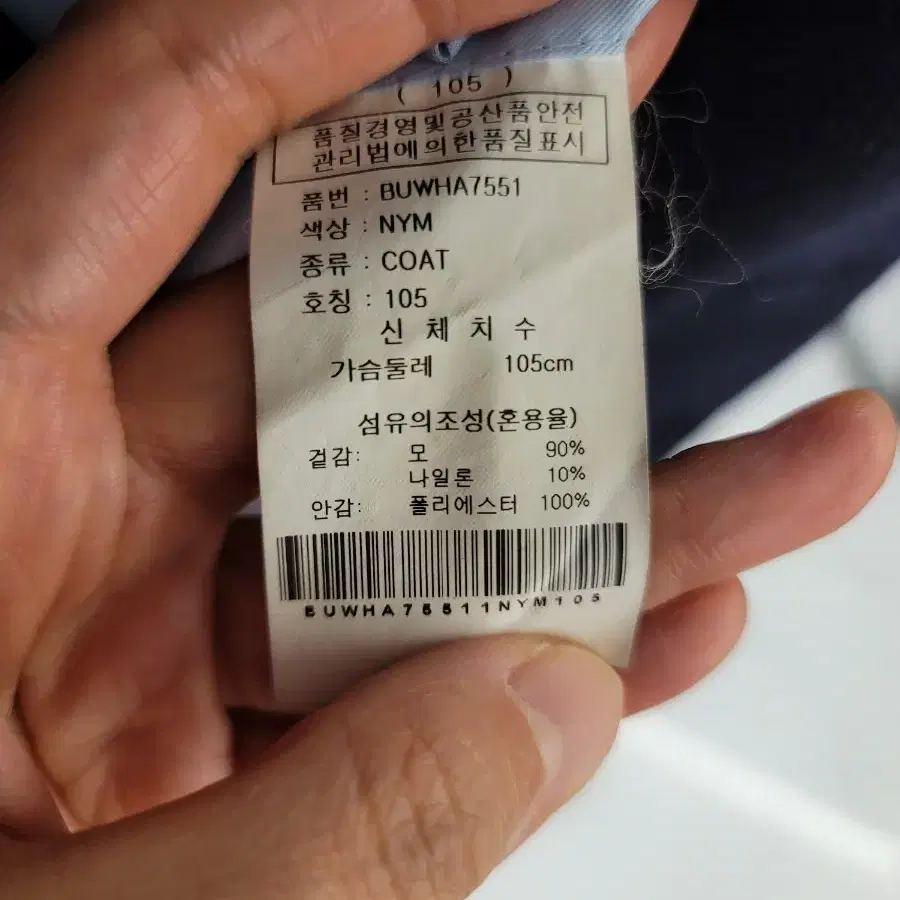 ( 105 )
품질경영및공산품안전
관리법에의한품질표시
품번 : BUWHA7551
색상 : NYM
종류 : COAT
호칭 : 105
신 체 치 수
가슴둘레 105cm
섬유의조성(혼용율)
겉감: 모 90%
나일론 10%
안감: 폴리에스터 100%
BUWHA75511NYM105